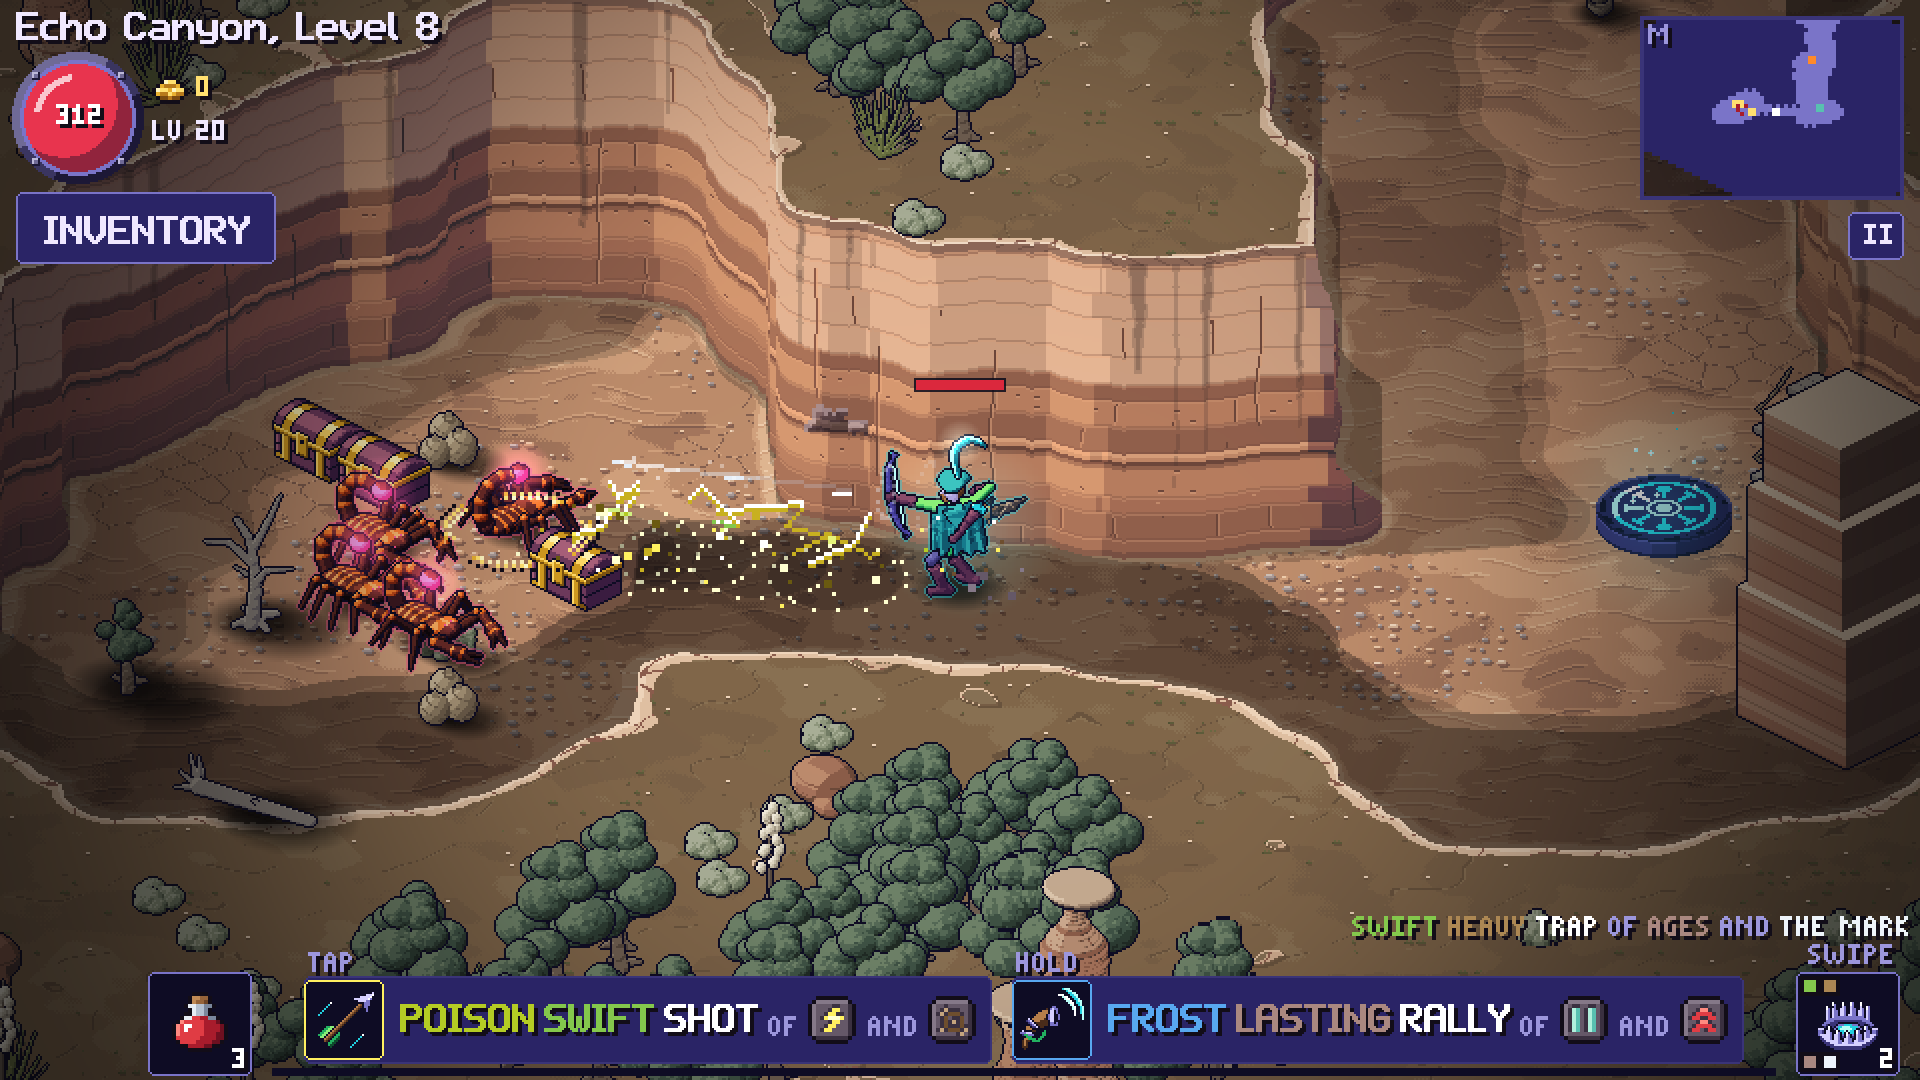 Echo Canyon, Level 8
M
312
0
LV 20
INVENTORY
II
SWIFT HEAVY TRAP OF AGES AND THE MARK
TAP
HOLD
SWIPE
3
POISON SWIFT SHOT OF AND
FROST LASTING RALLY OF AND
2